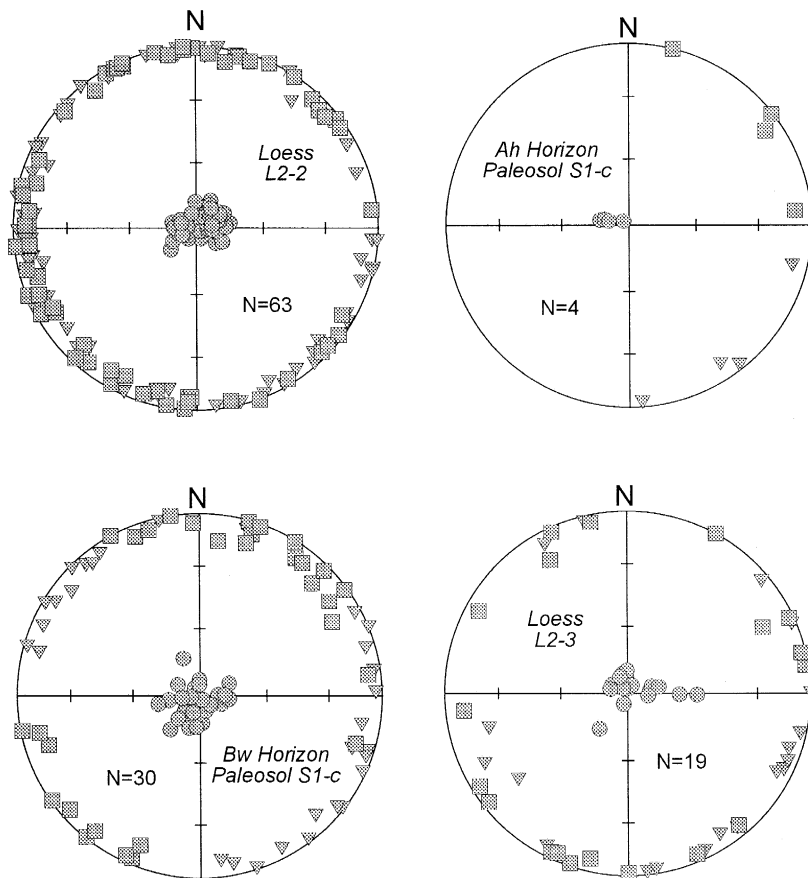 N
Loess
L2-2
N=63
N
Ah Horizon
Paleosol S1-c
N=4
N
N=30
Bw Horizon
Paleosol S1-c
N
Loess
L2-3
N=19